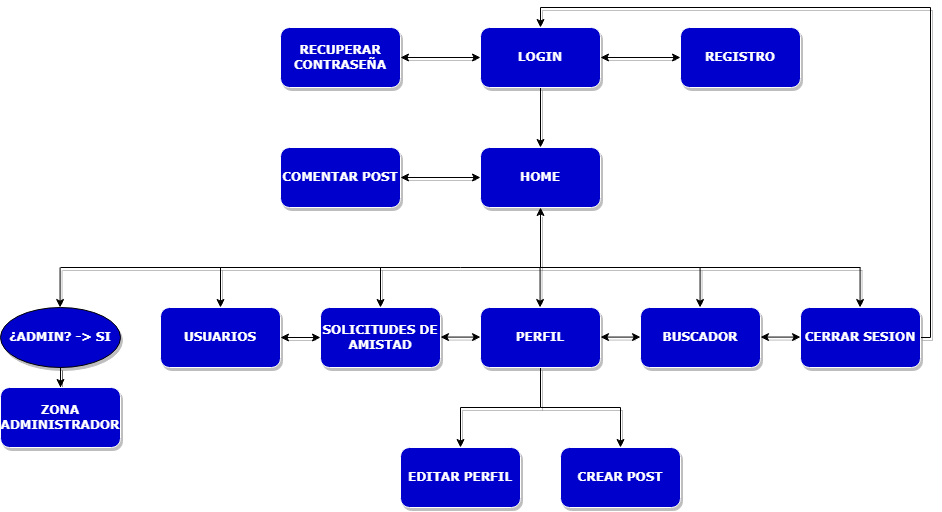 RECUPERAR
CONTRASEÑA
LOGIN
REGISTRO
COMENTAR POST
HOME
¿ADMIN? -> SI
USUARIOS
SOLICITUDES DE
AMISTAD
PERFIL
BUSCADOR
CERRAR SESION
ZONA
ADMINISTRADOR
EDITAR PERFIL
CREAR POST